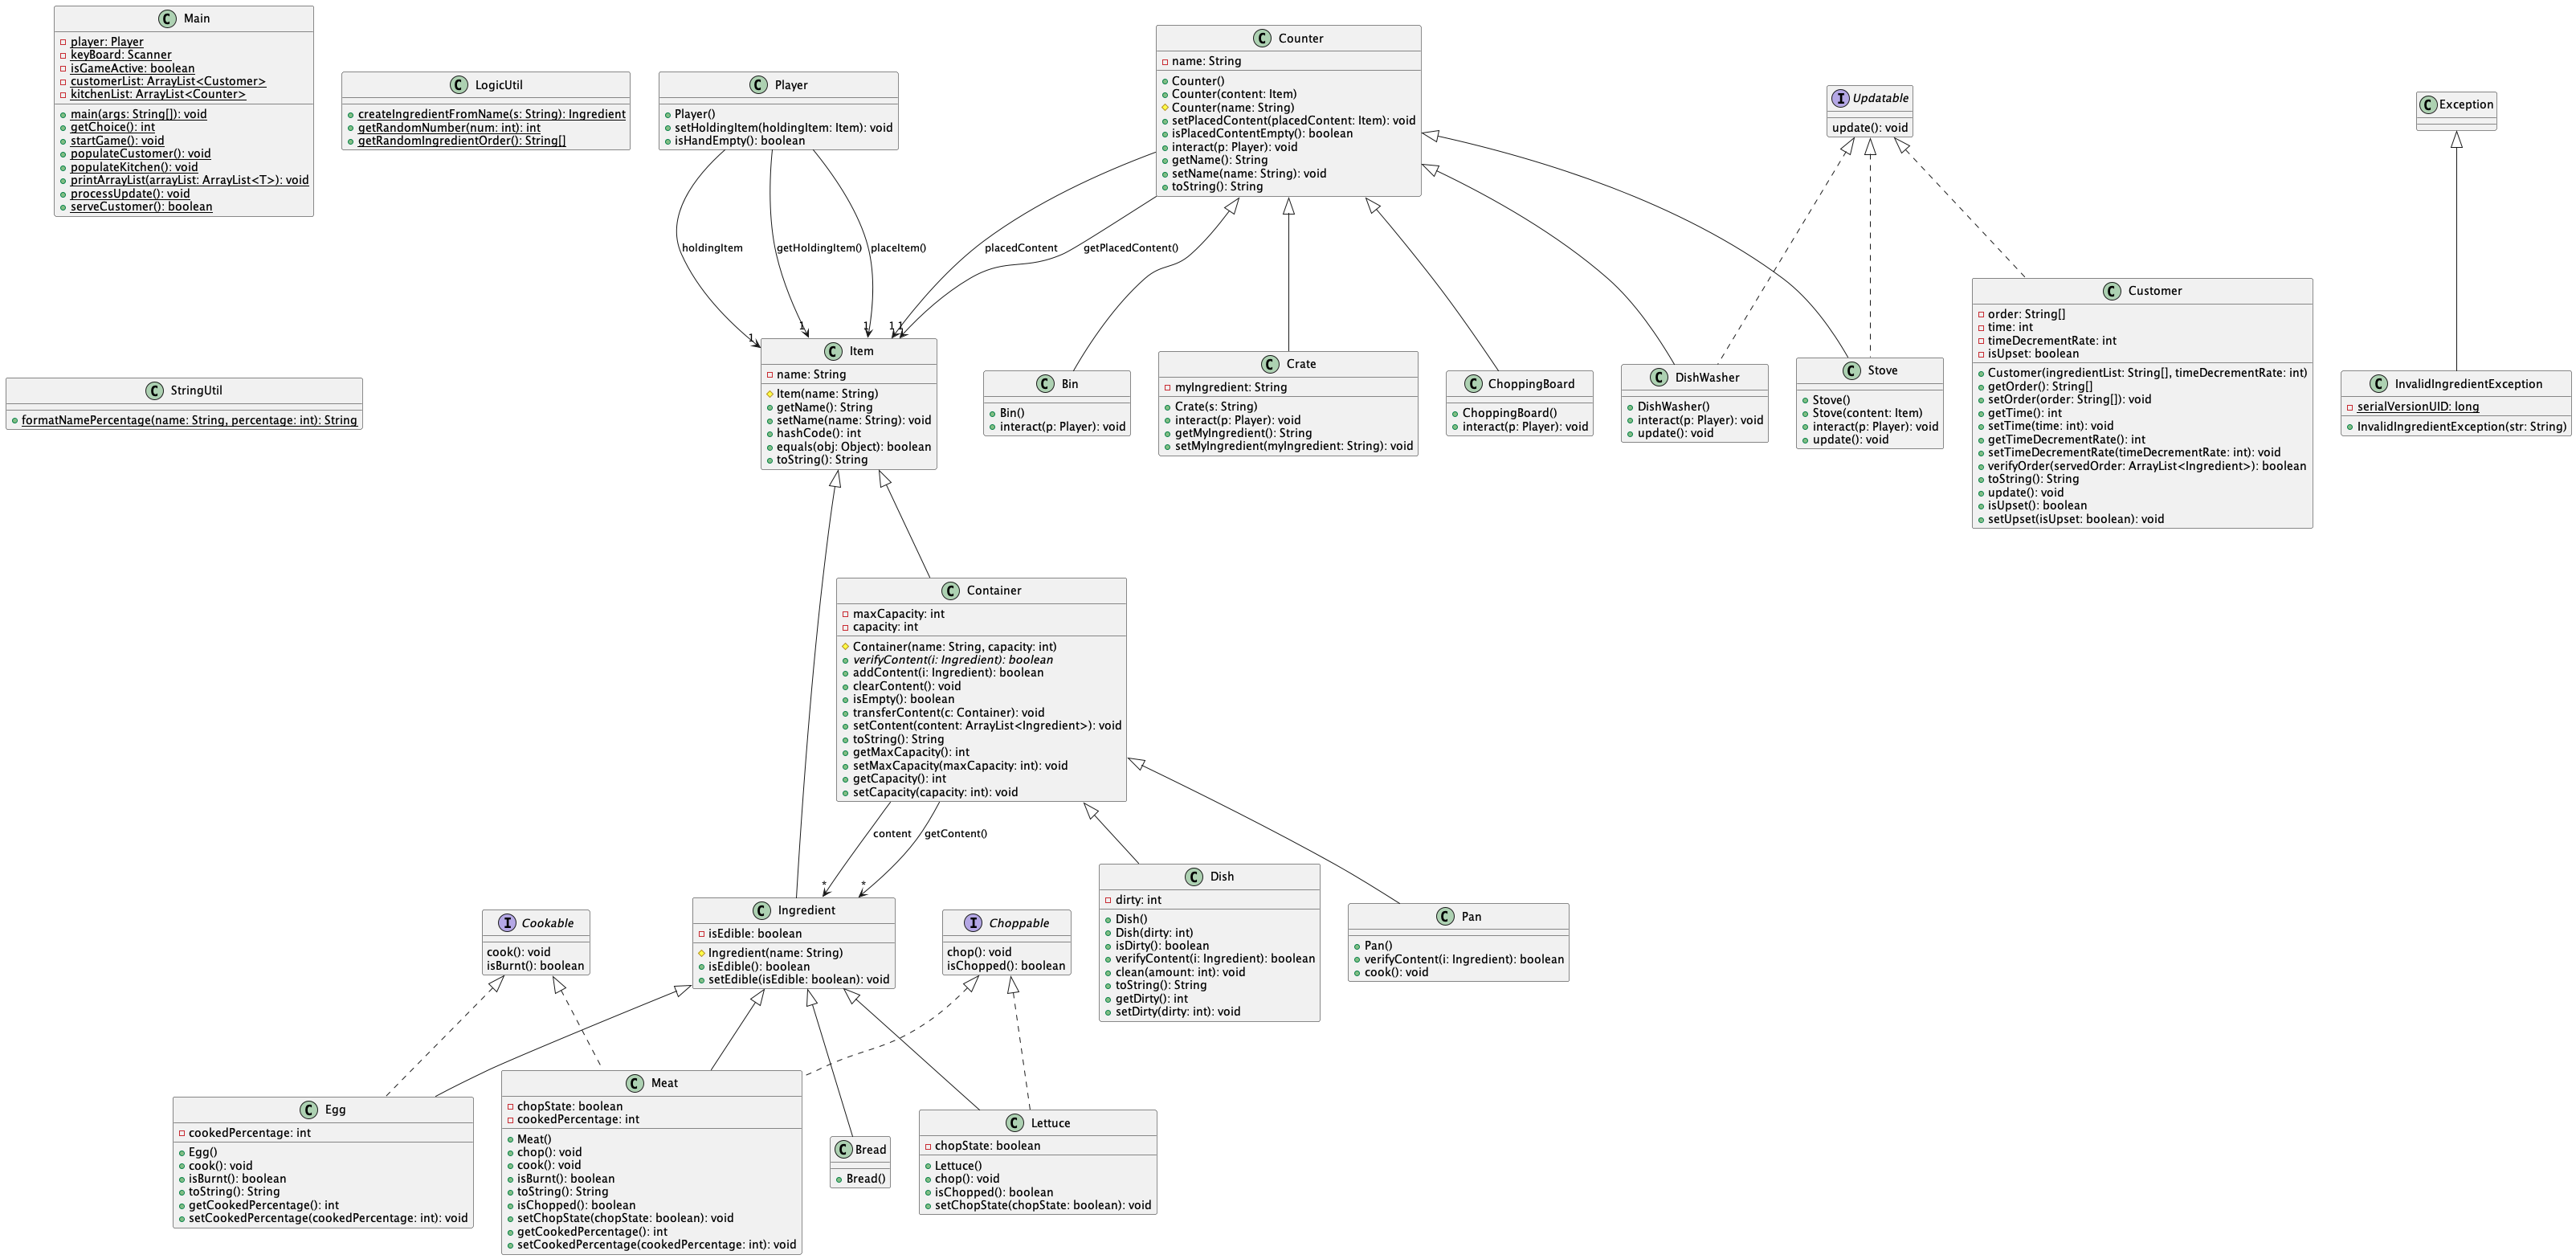 Main
player: Player
keyBoard: Scanner
isGameActive: boolean
customerList: ArrayList<Customer>
kitchenList: ArrayList<Counter>
main(args: String[]): void
getChoice(): int
startGame(): void
populateCustomer(): void
populateKitchen(): void
printArrayList(arrayList: ArrayList<T>): void
processUpdate(): void
serveCustomer(): boolean
LogicUtil
createIngredientFromName(s: String): Ingredient
getRandomNumber(num: int): int
getRandomIngredientOrder(): String[]
Player
Player()
setHoldingItem(holdingItem: Item): void
isHandEmpty(): boolean
Counter
name: String
Counter()
Counter(content: Item)
Counter(name: String)
setPlacedContent(placedContent: Item): void
isPlacedContentEmpty(): boolean
interact(p: Player): void
getName(): String
setName(name: String): void
toString(): String
Updatable
update(): void
Exception
holdingItem
getHoldingItem()
placeItem()
placedContent
getPlacedContent()
1
1
1
1
1
StringUtil
formatNamePercentage(name: String, percentage: int): String
Item
name: String
Item(name: String)
getName(): String
setName(name: String): void
hashCode(): int
equals(obj: Object): boolean
toString(): String
Bin
Bin()
interact(p: Player): void
Crate
myIngredient: String
Crate(s: String)
interact(p: Player): void
getMyIngredient(): String
setMyIngredient(myIngredient: String): void
ChoppingBoard
ChoppingBoard()
interact(p: Player): void
DishWasher
DishWasher()
interact(p: Player): void
update(): void
Stove
Stove()
Stove(content: Item)
interact(p: Player): void
update(): void
Customer
order: String[]
time: int
timeDecrementRate: int
isUpset: boolean
Customer(ingredientList: String[], timeDecrementRate: int)
getOrder(): String[]
setOrder(order: String[]): void
getTime(): int
setTime(time: int): void
getTimeDecrementRate(): int
setTimeDecrementRate(timeDecrementRate: int): void
verifyOrder(servedOrder: ArrayList<Ingredient>): boolean
toString(): String
update(): void
isUpset(): boolean
setUpset(isUpset: boolean): void
InvalidIngredientException
serialVersionUID: long
InvalidIngredientException(str: String)
Container
maxCapacity: int
capacity: int
Container(name: String, capacity: int)
verifyContent(i: Ingredient): boolean
addContent(i: Ingredient): boolean
clearContent(): void
isEmpty(): boolean
transferContent(c: Container): void
setContent(content: ArrayList<Ingredient>): void
toString(): String
getMaxCapacity(): int
setMaxCapacity(maxCapacity: int): void
getCapacity(): int
setCapacity(capacity: int): void
content
getContent()
*
*
Cookable
cook(): void
isBurnt(): boolean
Ingredient
isEdible: boolean
Ingredient(name: String)
isEdible(): boolean
setEdible(isEdible: boolean): void
Choppable
chop(): void
isChopped(): boolean
Dish
dirty: int
Dish()
Dish(dirty: int)
isDirty(): boolean
verifyContent(i: Ingredient): boolean
clean(amount: int): void
toString(): String
getDirty(): int
setDirty(dirty: int): void
Pan
Pan()
verifyContent(i: Ingredient): boolean
cook(): void
Egg
cookedPercentage: int
Egg()
cook(): void
isBurnt(): boolean
toString(): String
getCookedPercentage(): int
setCookedPercentage(cookedPercentage: int): void
Meat
chopState: boolean
cookedPercentage: int
Meat()
chop(): void
cook(): void
isBurnt(): boolean
toString(): String
isChopped(): boolean
setChopState(chopState: boolean): void
getCookedPercentage(): int
setCookedPercentage(cookedPercentage: int): void
Bread
Bread()
Lettuce
chopState: boolean
Lettuce()
chop(): void
isChopped(): boolean
setChopState(chopState: boolean): void